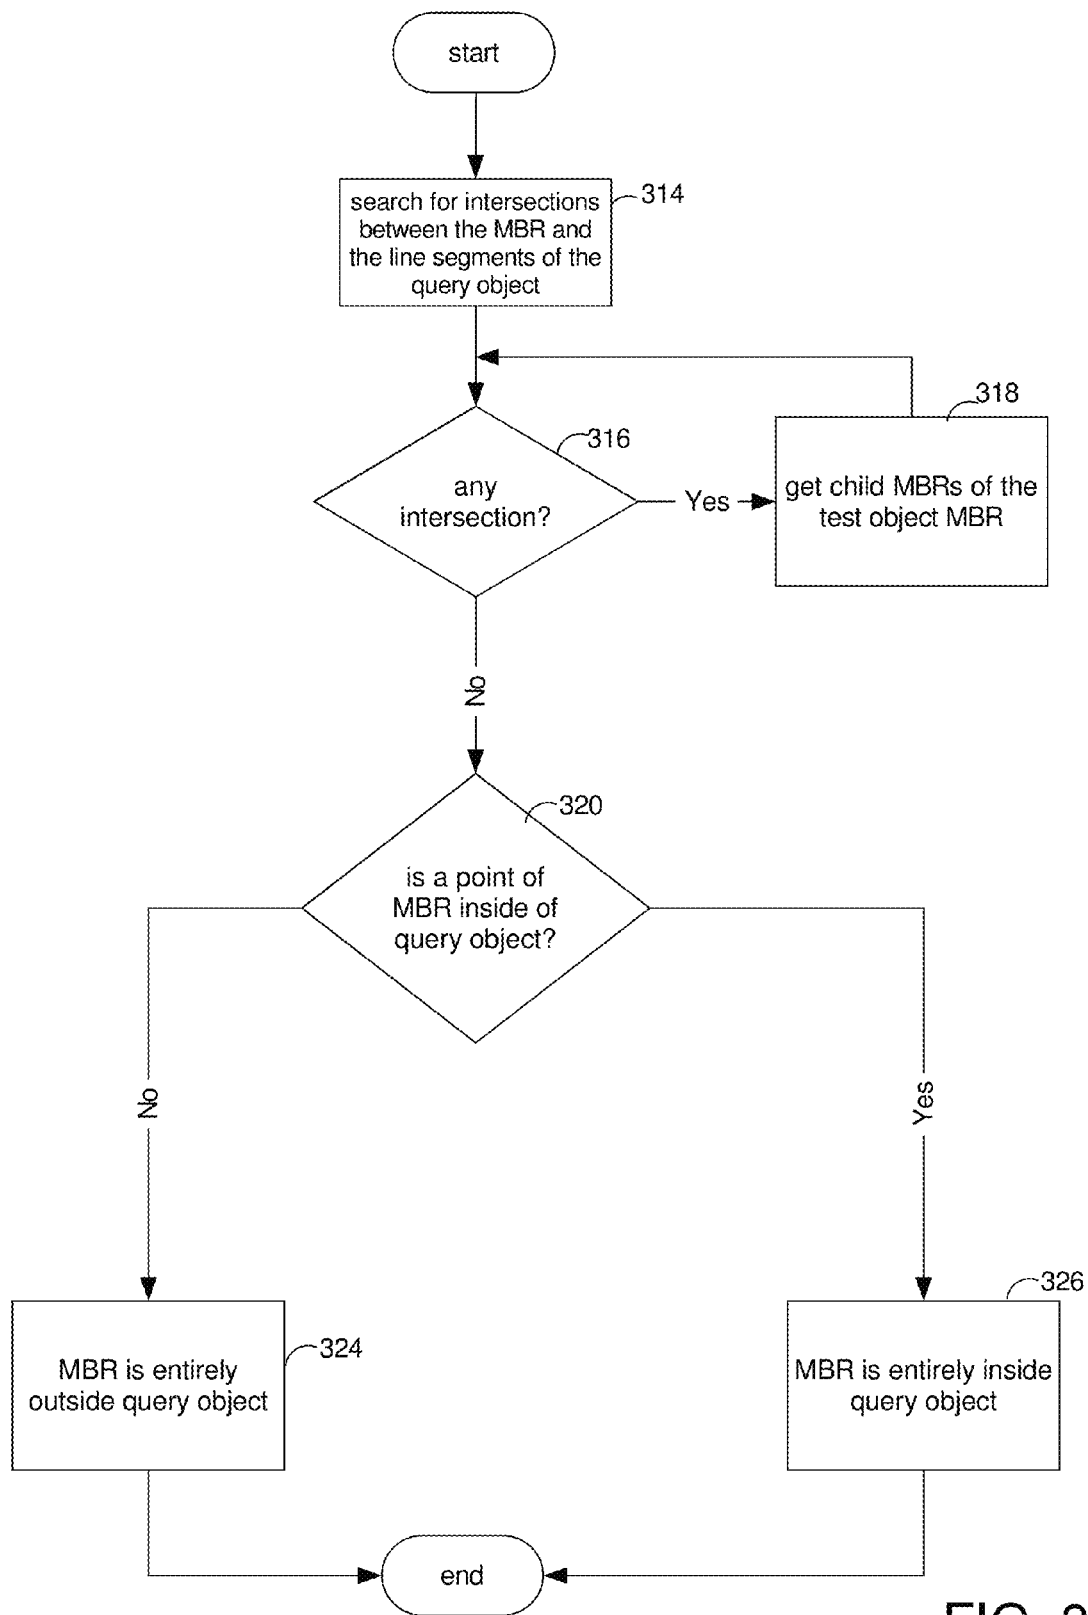 start
search for intersections
between the MBR and
the line segments of the
query object
314
318
316
any
intersection?
Yes
get child MBRs of the
test object MBR
No
320
is a point of
MBR inside of
query object?
No
Yes
326
324
MBR is entirely
outside query object
MBR is entirely inside
query object
end
FIG.